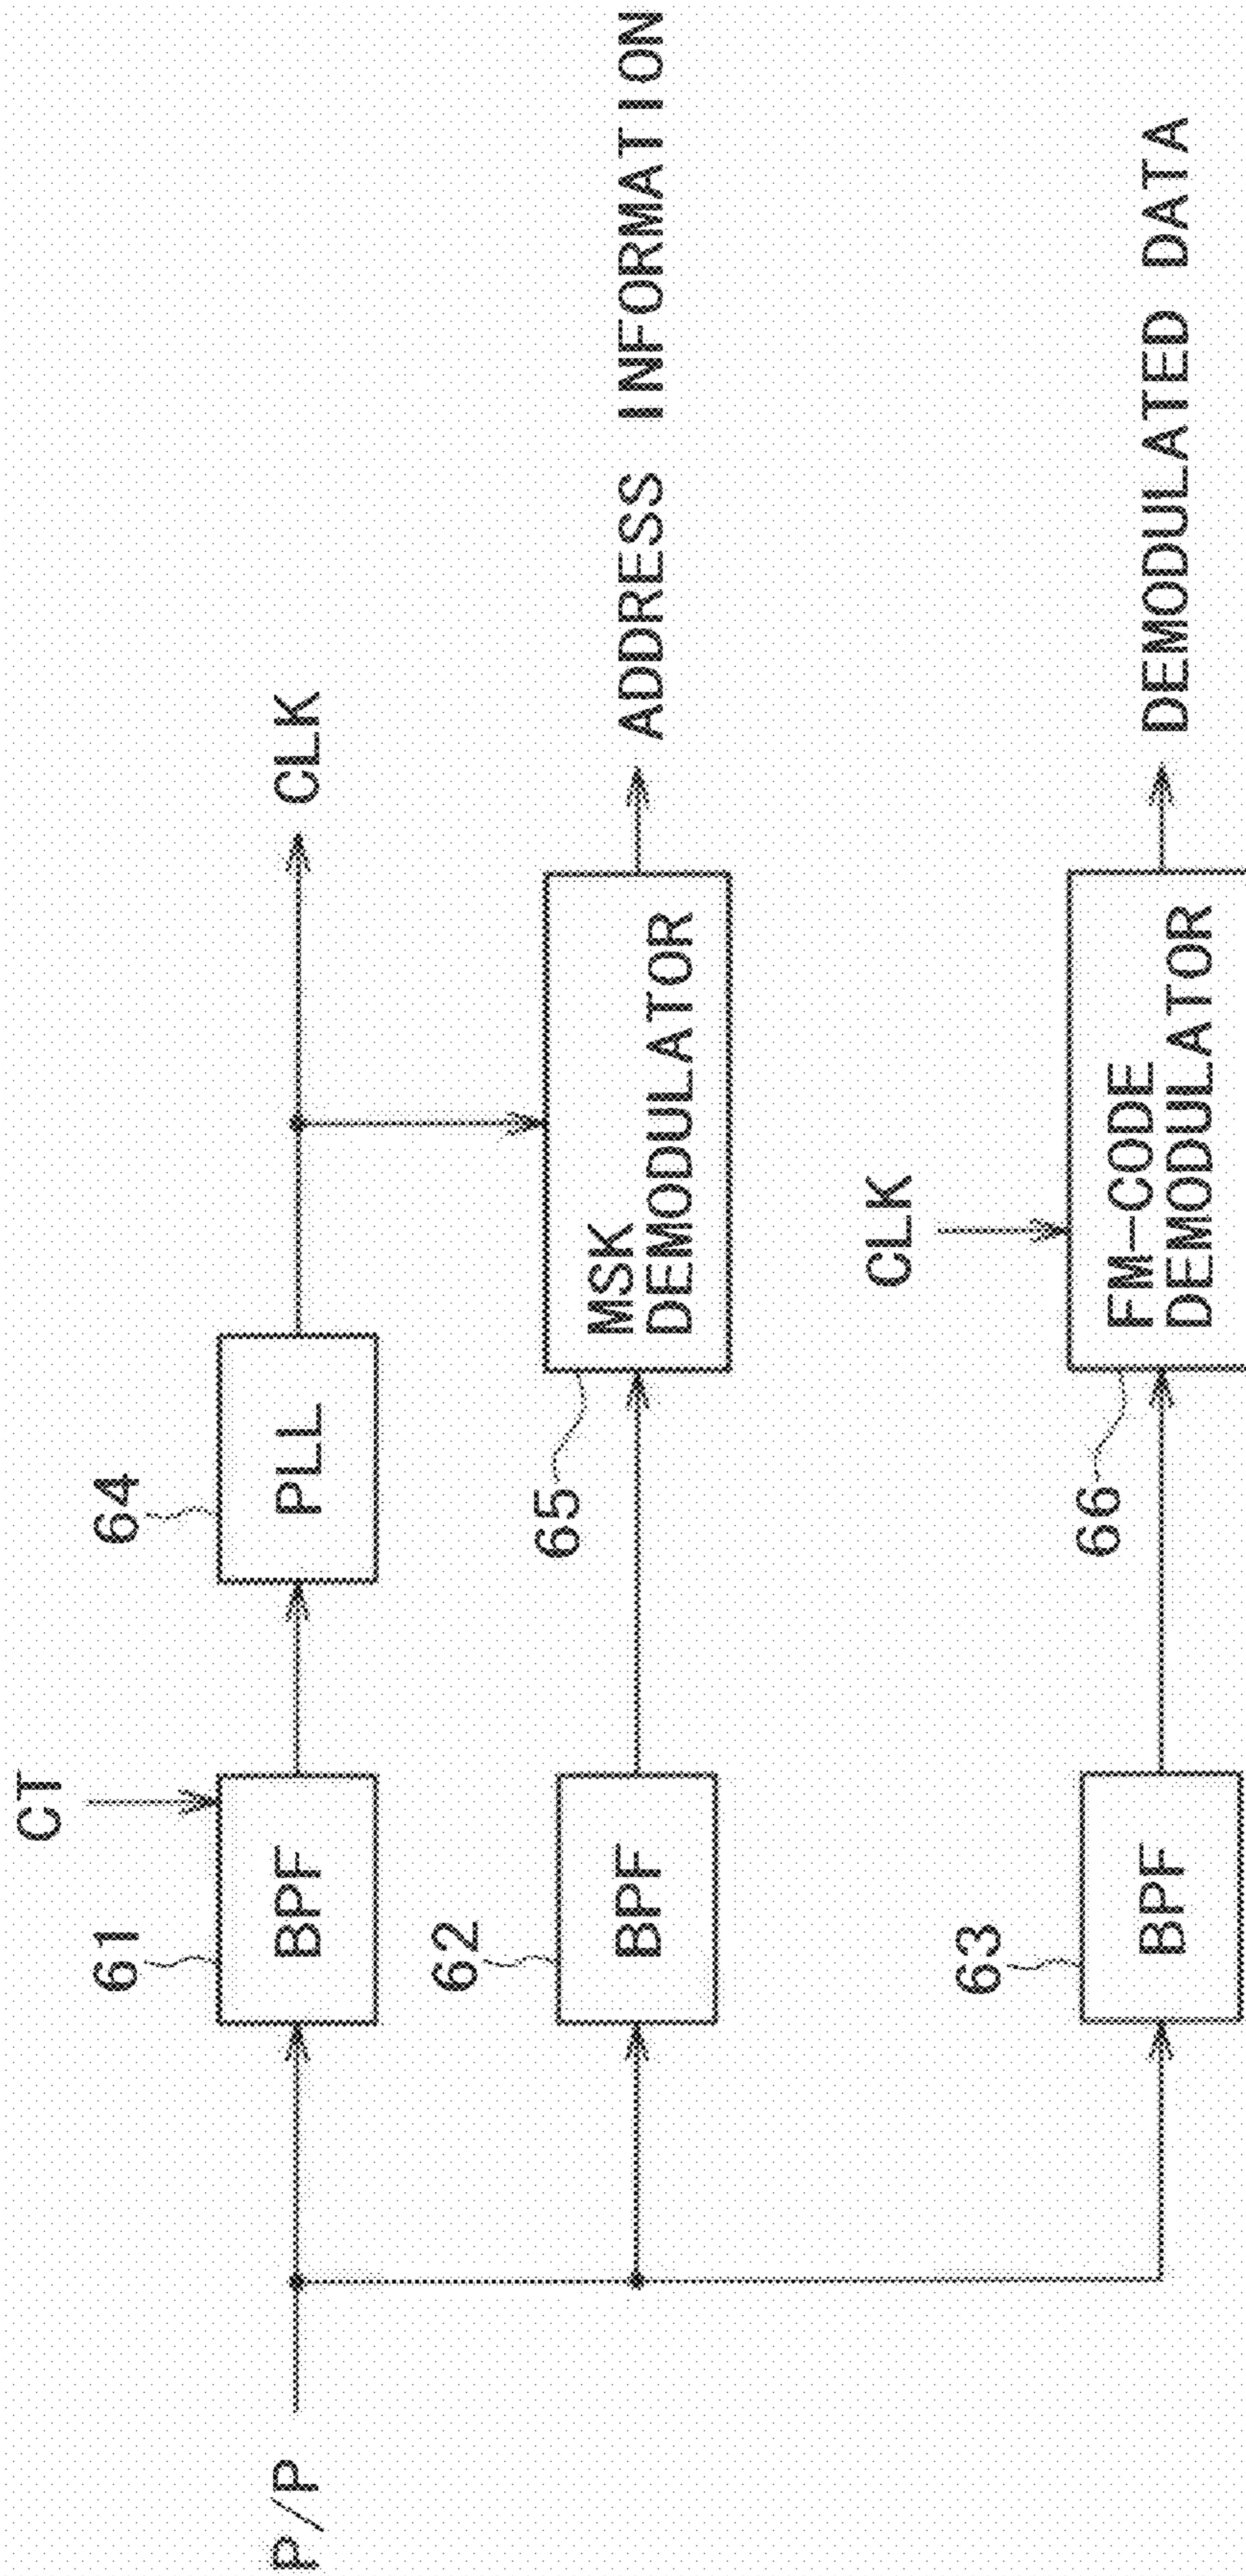 CT
61
BPF
64
PLL
CLK
P/P
62
BPF
65
MSK
DEMODULATOR
ADDRESS INFORMATION
CLK
63
BPF
66
FM-CODE
DEMODULATOR
DEMODULATED DATA